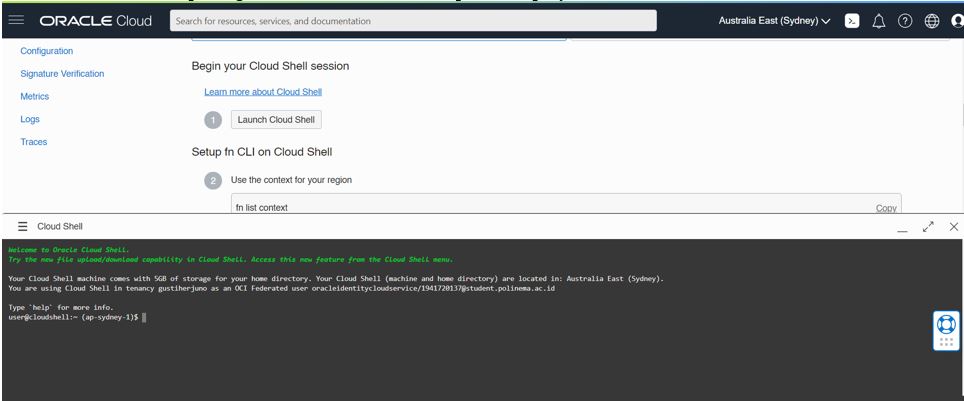 ORACLE Cloud
Search for resources, services, and documentation
Australia East (Sydney)
Configuration
Signature Verification
Metrics
Logs
Traces
Begin your Cloud Shell session
Learn more about Cloud Shell
1 Launch Cloud Shell
Setup fn CLI on Cloud Shell
2 Use the context for your region
fn list context
Copy
Cloud Shell
Welcome to Oracle Cloud Shell.
Try the new file upload/download capability in Cloud Shell. Access this new feature from the Cloud Shell menu.
Your Cloud Shell machine comes with 5GB of storage for your home directory. Your Cloud Shell (machine and home directory) are located in: Australia East (Sydney).
You are using Cloud Shell in tenancy gustiherjuno as an OCI Federated user oracleidentitycloudservice/1941720137@student.polinema.ac.id
Type `help` for more info.
user@cloudshell:~ (ap-sydney-1)$